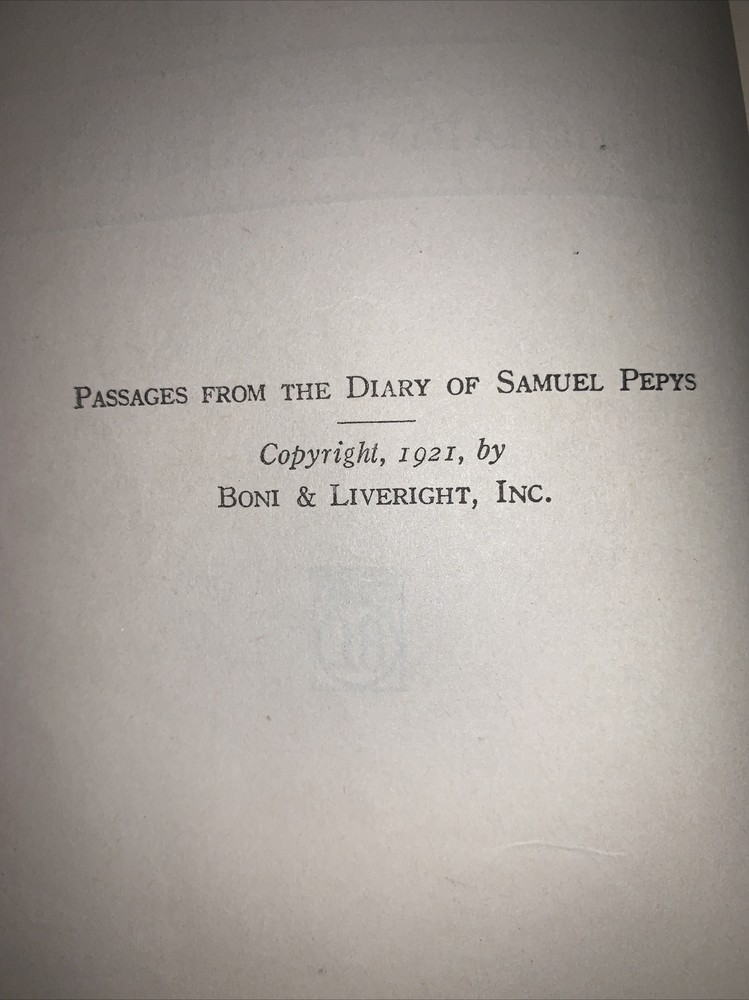 PASSAGES FROM THE DIARY OF SAMUEL PEPYS
Copyright, 1921, by
BONI & LIVERIGHT, INC.